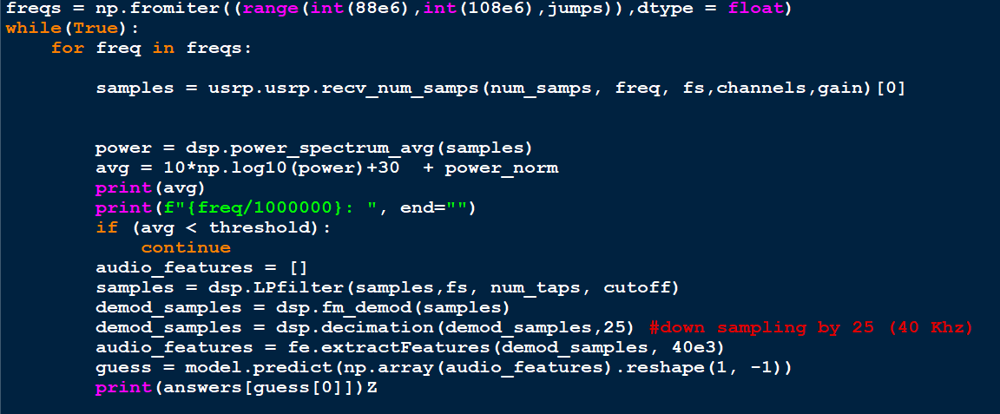 freqs = np.fromiter((range(int(88e6),int(108e6),jumps)),dtype = float)
while(True):
    for freq in freqs:
        samples = usrp.usrp.recv_num_samps(num_samps, freq, fs,channels,gain)[0]
        power = dsp.power_spectrum_avg(samples)
        avg = 10*np.log10(power)+30  + power_norm
        print(avg)
        print(f"{freq/1000000}: ", end="")
        if (avg < threshold):
            continue
        audio_features = []
        samples = dsp.LPfilter(samples,fs, num_taps, cutoff)
        demod_samples = dsp.fm_demod(samples)
        demod_samples = dsp.decimation(demod_samples,25) #down sampling by 25 (40 Khz)
        audio_features = fe.extractFeatures(demod_samples, 40e3)
        guess = model.predict(np.array(audio_features).reshape(1, -1))
        print(answers[guess[0]])Z